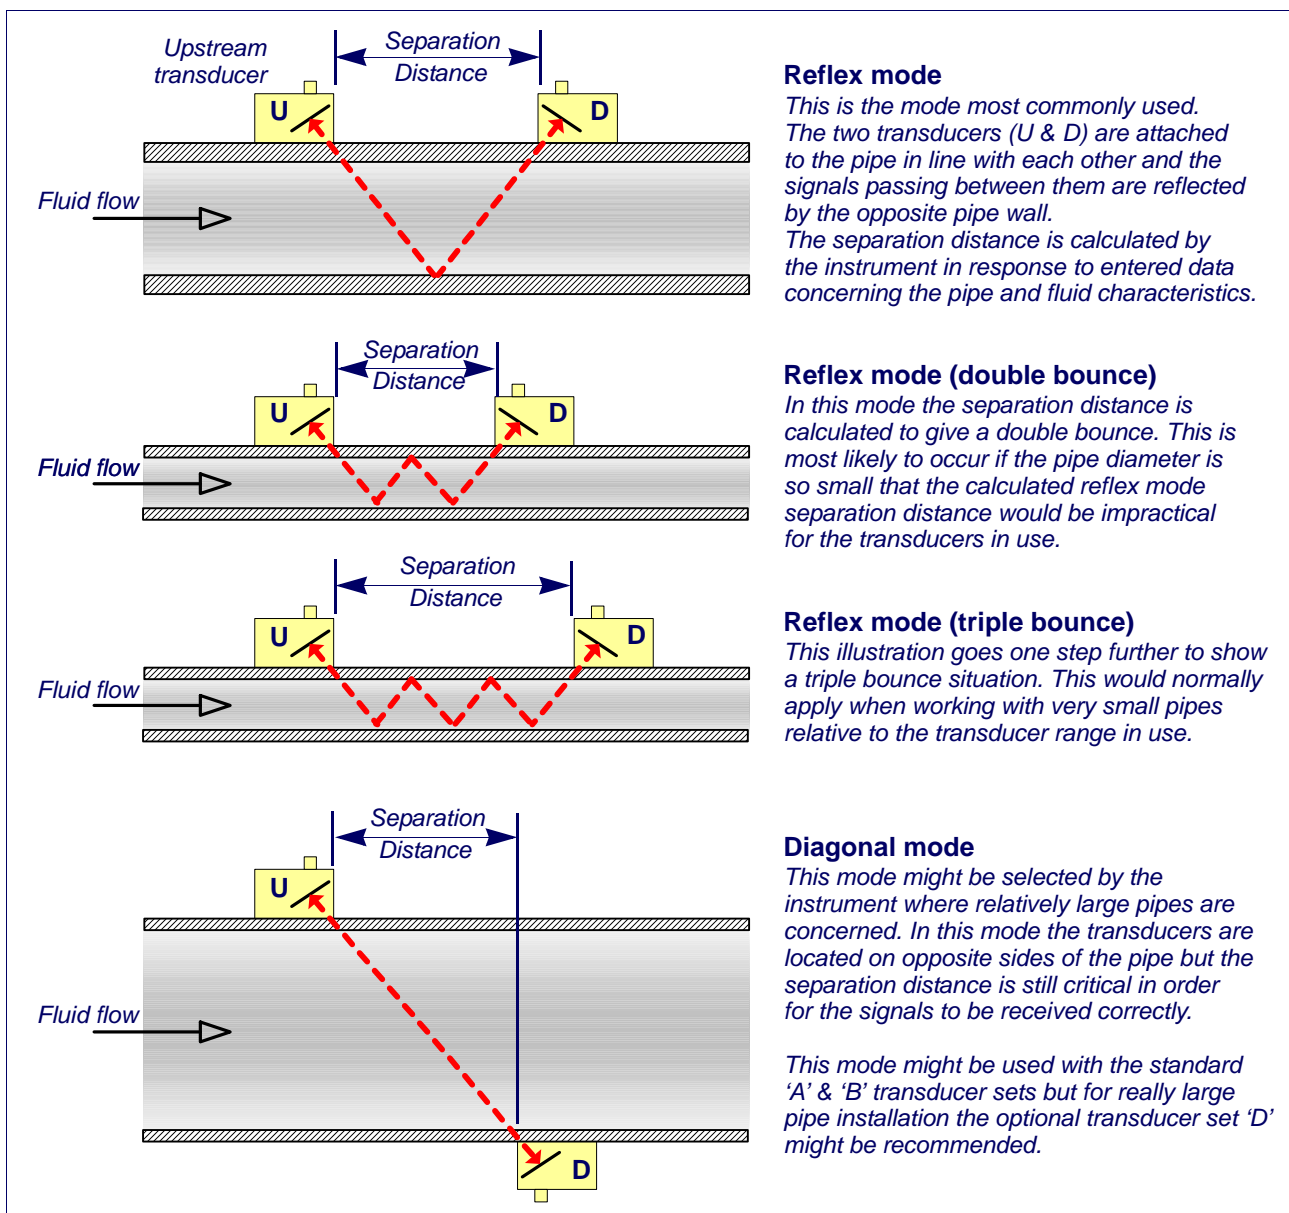 Upstream
transducer
Separation
Distance
U
D
Fluid flow
Reflex mode
This is the mode most commonly used.
The two transducers (U & D) are attached
to the pipe in line with each other and the
signals passing between them are reflected
by the opposite pipe wall.
The separation distance is calculated by
the instrument in response to entered data
concerning the pipe and fluid characteristics.
Separation
Distance
U
D
Fluid flow
Reflex mode (double bounce)
In this mode the separation distance is
calculated to give a double bounce. This is
most likely to occur if the pipe diameter is
so small that the calculated reflex mode
separation distance would be impractical
for the transducers in use.
Separation
Distance
U
D
Fluid flow
Reflex mode (triple bounce)
This illustration goes one step further to show
a triple bounce situation. This would normally
apply when working with very small pipes
relative to the transducer range in use.
Separation
Distance
U
Fluid flow
D
Diagonal mode
This mode might be selected by the
instrument where relatively large pipes are
concerned. In this mode the transducers are
located on opposite sides of the pipe but the
separation distance is still critical in order
for the signals to be received correctly.
This mode might be used with the standard
‘A’ & ‘B’ transducer sets but for really large
pipe installation the optional transducer set ‘D’
might be recommended.